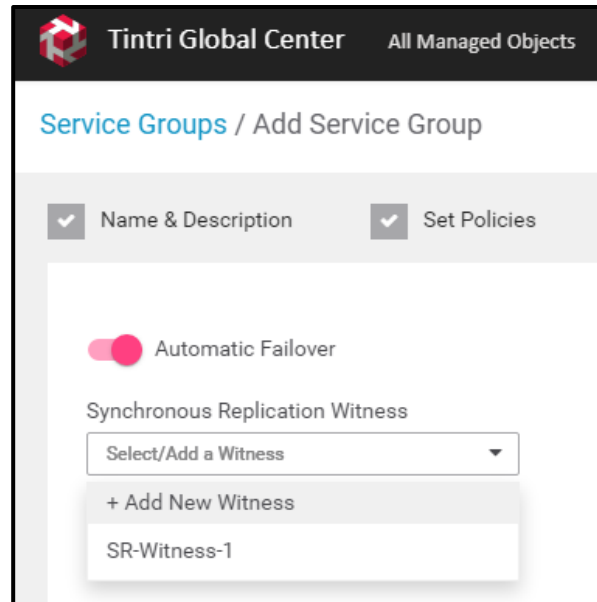 Tintri Global Center All Managed Objects
Service Groups / Add Service Group
Name & Description Set Policies
Automatic Failover
Synchronous Replication Witness
Select/Add a Witness
+ Add New Witness
SR-Witness-1